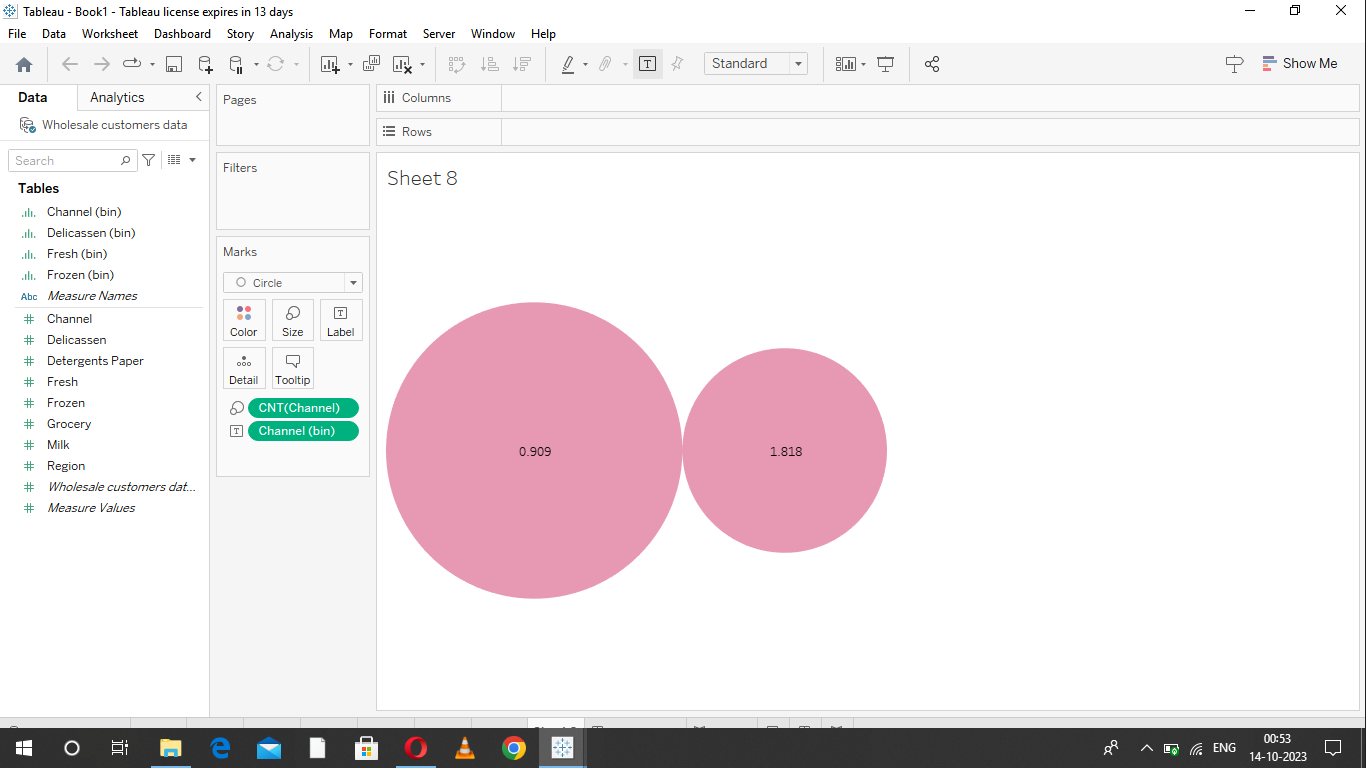 Tableau - Book1 - Tableau license expires in 13 days
File Data Worksheet Dashboard Story Analysis Map Format Server Window Help
Standard
Show Me
Data Analytics
Wholesale customers data
Search
Tables
Channel (bin)
Delicassen (bin)
Fresh (bin)
Frozen (bin)
Abc Measure Names
Channel
Delicassen
Detergents Paper
Fresh
Frozen
Grocery
Milk
Region
Wholesale customers dat...
Measure Values
Pages
Filters
Marks
Circle
Color Size Label
Detail Tooltip
CNT(Channel)
Channel (bin)
Columns
Rows
Sheet 8
0.909
1.818
ENG
00:53
14-10-2023